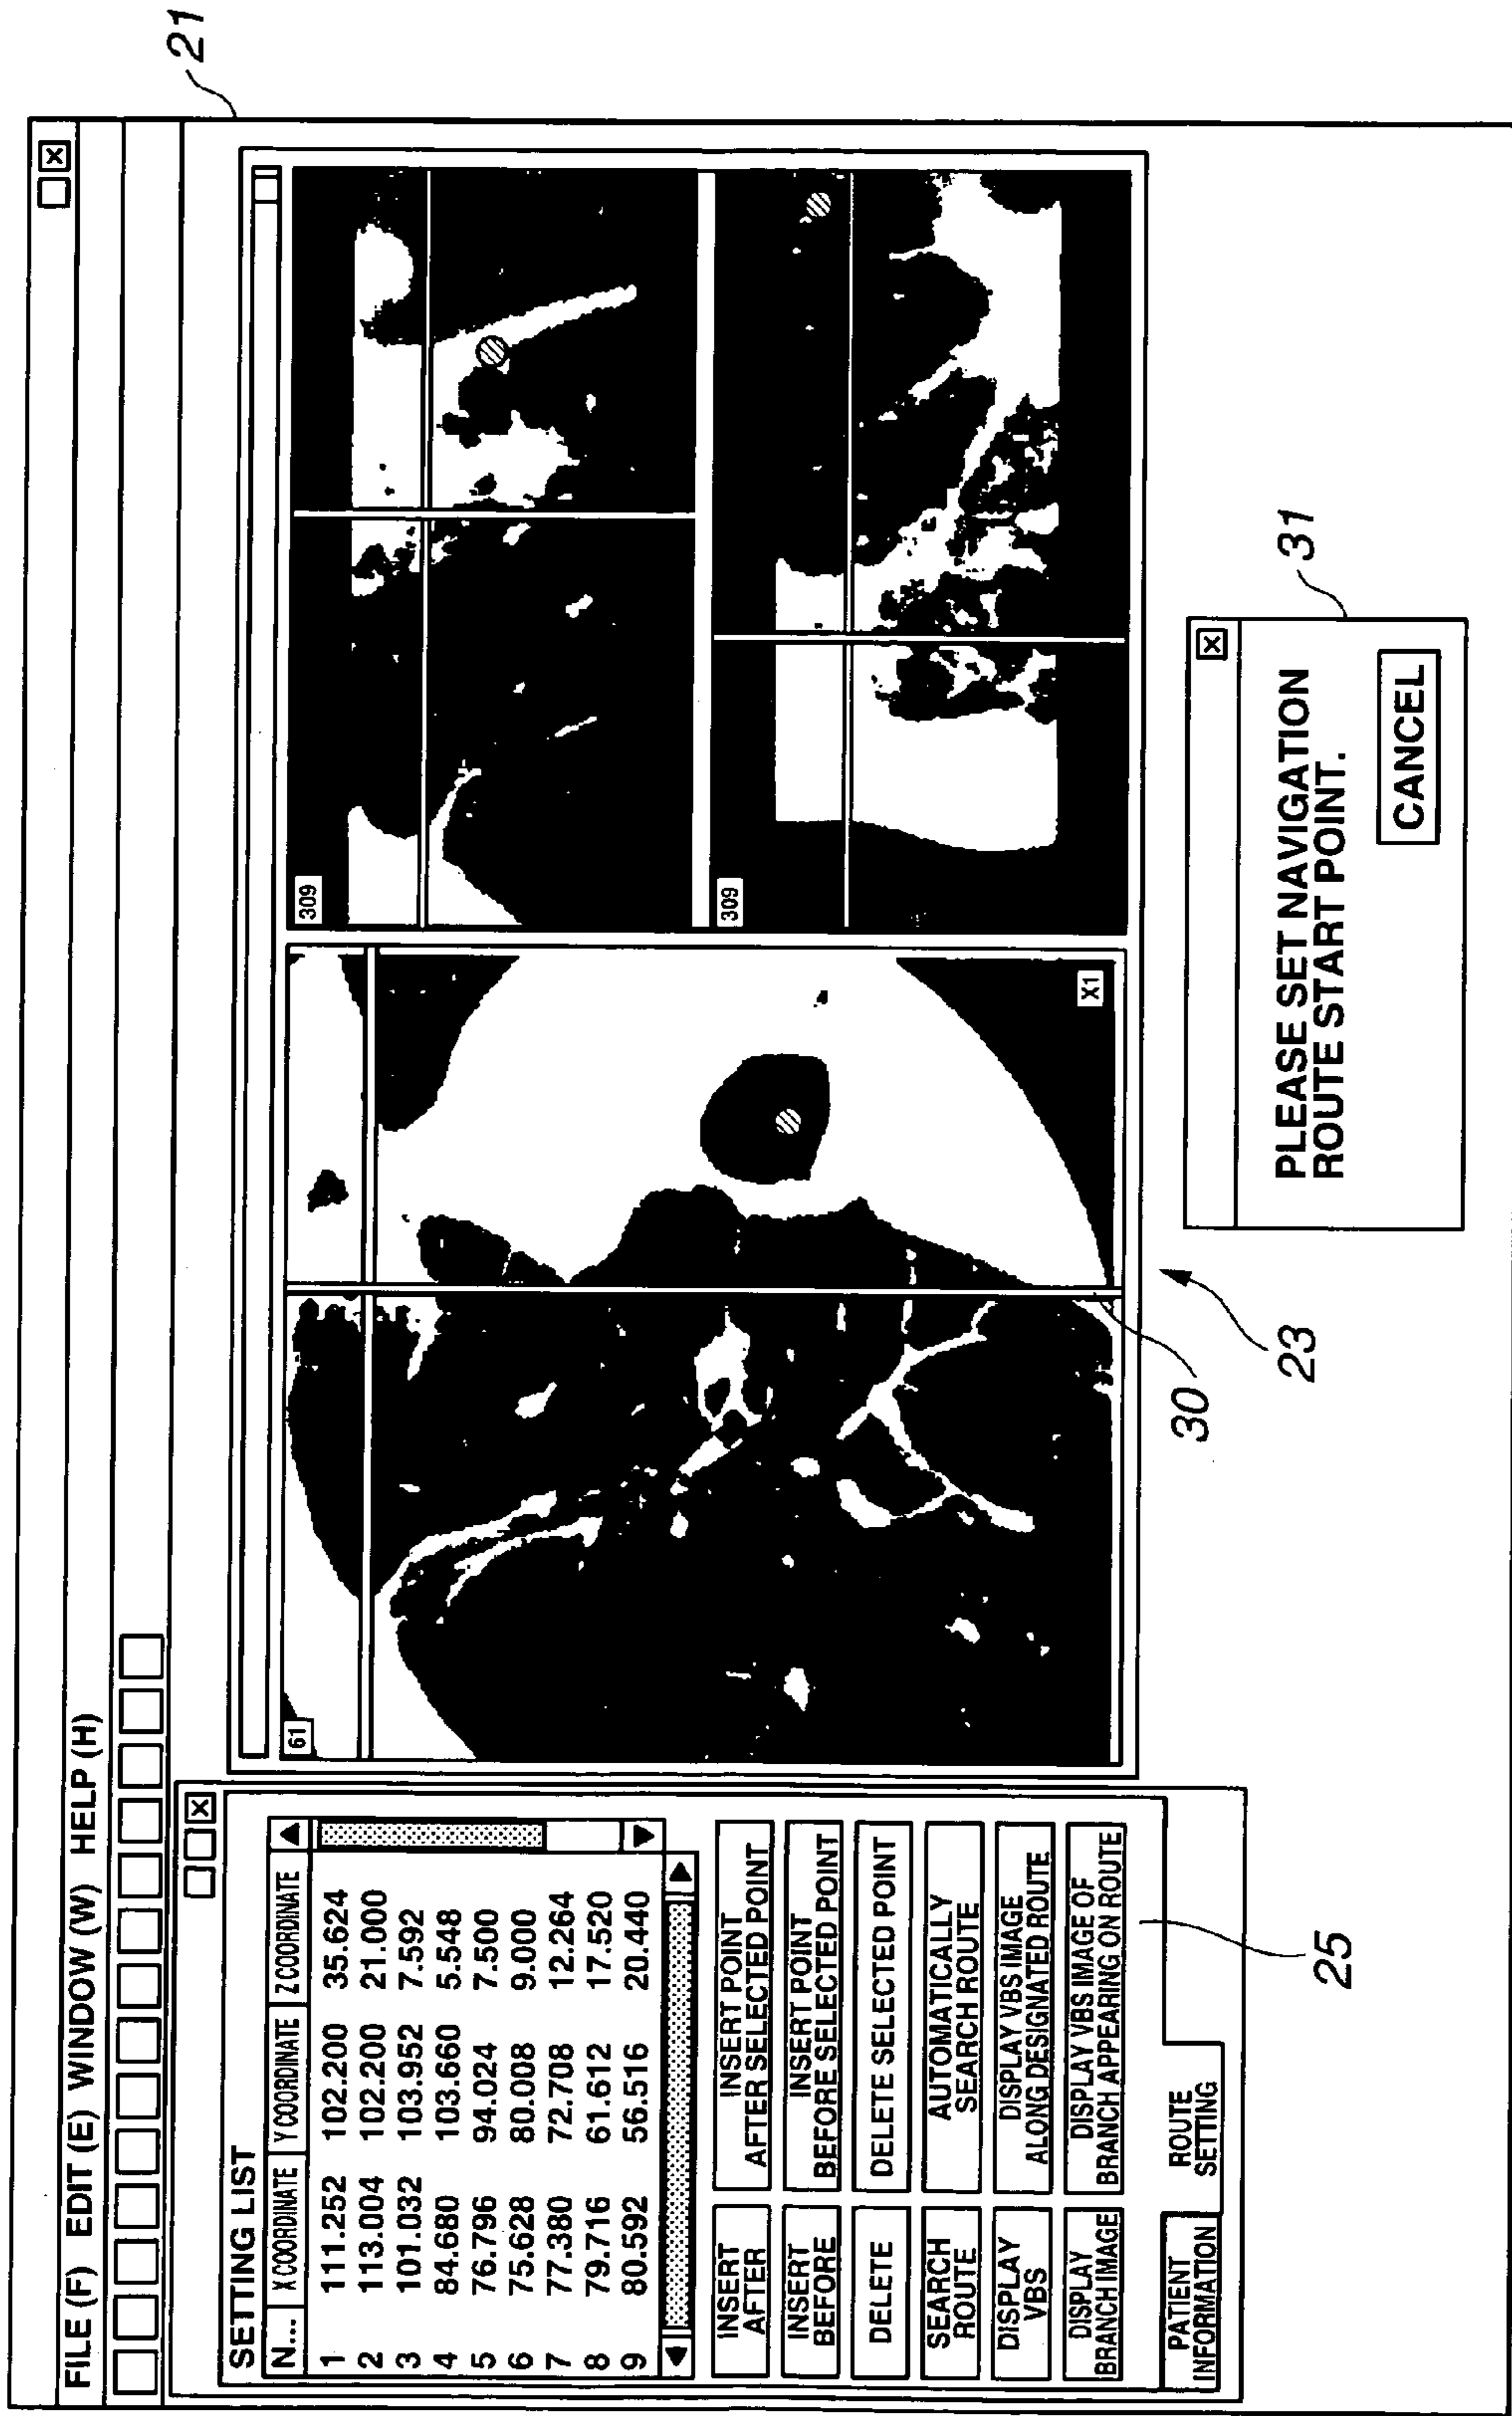 21
FILE (F) EDIT (E) WINDOW (W) HELP (H)
SETTING LIST
N... X COORDINATE Y COORDINATE Z COORDINATE
1 111.252 102.200 35.624
2 113.004 102.200 21.000
3 101.032 103.952 7.592
4 84.680 103.660 5.548
5 76.796 94.024 7.500
6 75.628 80.008 9.000
7 77.380 72.708 12.264
8 79.716 61.612 17.520
9 80.592 56.516 20.440
INSERT
AFTER
INSERT POINT
AFTER SELECTED POINT
INSERT
BEFORE
INSERT POINT
BEFORE SELECTED POINT
DELETE
DELETE SELECTED POINT
SEARCH
ROUTE
AUTOMATICALLY
SEARCH ROUTE
DISPLAY
VBS
DISPLAY VBS IMAGE
ALONG DESIGNATED ROUTE
DISPLAY
BRANCH IMAGE
DISPLAY VBS IMAGE OF
BRANCH APPEARING ON ROUTE
PATIENT
INFORMATION
ROUTE
SETTING
25
61
X1
309
309
30
23
31
PLEASE SET NAVIGATION
ROUTE START POINT.
CANCEL